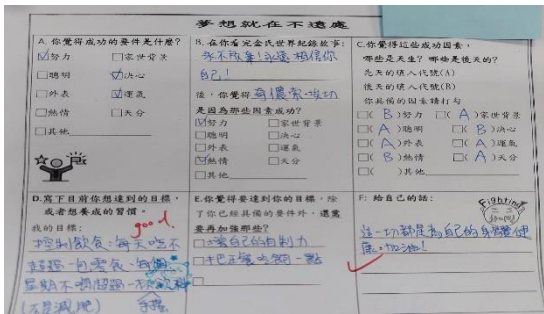 夢想就在不遠處
A. 你覺得成功的要件是什麼?
☑努力 □家世背景
□聰明 ☑決心
□外表 ☑運氣
□熱情 □天分
□其他
B. 在你看完金氏世界紀錄故事:
永不放棄!永遠相信你
自己!
後,你覺得
是因為那些因素成功?
☑努力 □家世背景
□聰明 □決心
□外表 □運氣
☑熱情 □天分
□其他
C. 你覺得這些成功因素,
哪些是天生?哪些是後天的?
先天的填入代號(A)
後天的填入代號(B)
你具備的因素請打勾
□( B )努力 □( A )家世背景
□( A )聰明 □( B )決心
□( A )外表 □( A )運氣
□( B )熱情 □( A )天分
□( )其他
D. 寫下目前你想達到的目標,
或者想養成的習慣。
good
我的目標:
控制飲食:每天吃不
超過一包零食、每個
星期不喝超過一杯飲料
(不是減肥)
E. 你覺得要達到你的目標,除
了你已經具備的要件外,還需
要再加強那些?
□ 自己的自制力
□把正餐吃飽一點
□
F: 給自己的話:
Fighting
這一切都是為自己的身體健
康,加油!